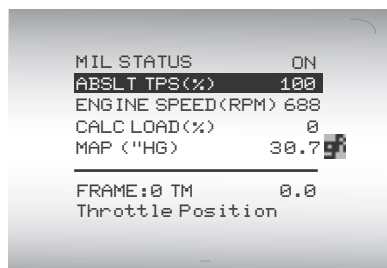 MIL STATUS ON
ABSLT TPS(%) 100
ENGINE SPEED(RPM) 688
CALC LOAD(%) 0
MAP ("HG) 30.7
FRAME:0 TM 0.0
Throttle Position